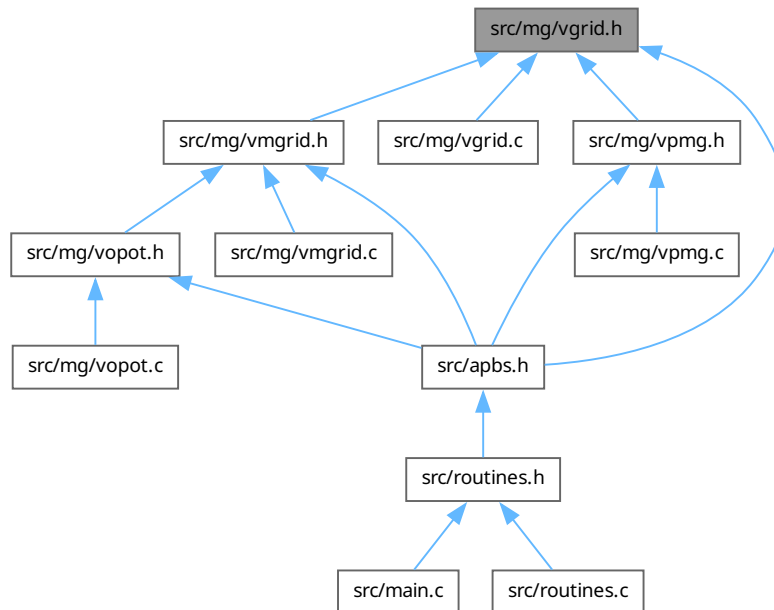 src/mg/vgrid.h
src/mg/vmgrid.h
src/mg/vgrid.c
src/mg/vpmg.h
src/mg/vopot.h
src/mg/vmgrid.c
src/mg/vpmg.c
src/mg/vopot.c
src/apbs.h
src/routines.h
src/main.c
src/routines.c